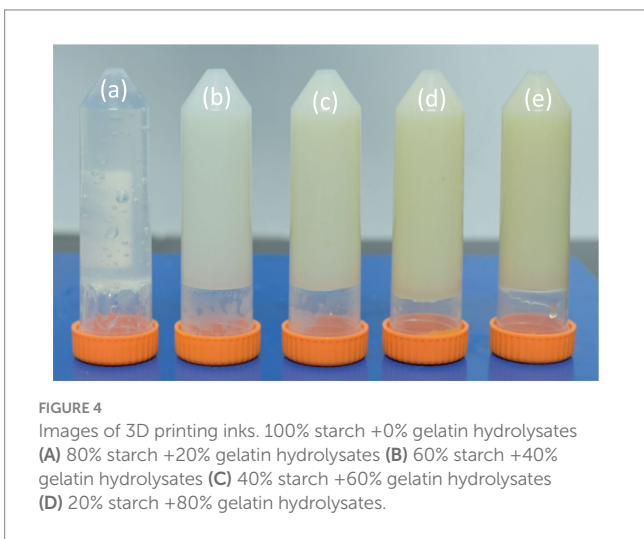 (a) (b) (c) (d) (e)
FIGURE 4
Images of 3D printing inks. 100% starch +0% gelatin hydrolysates
(A) 80% starch +20% gelatin hydrolysates (B) 60% starch +40%
gelatin hydrolysates (C) 40% starch +60% gelatin hydrolysates
(D) 20% starch +80% gelatin hydrolysates.